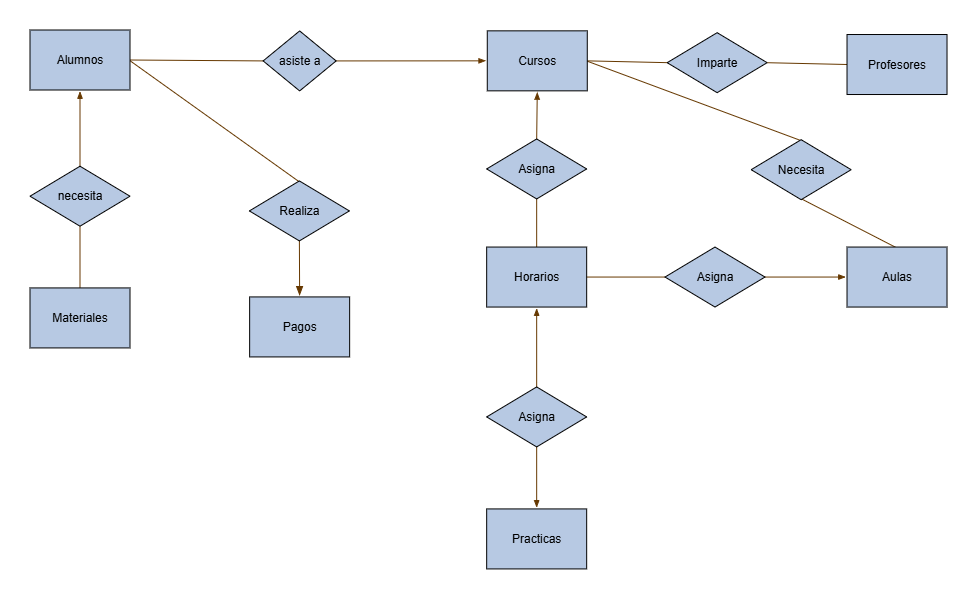 Alumnos
asiste a
Cursos
Imparte
Profesores
necesita
Realiza
Asigna
Necesita
Materiales
Pagos
Horarios
Asigna
Aulas
Asigna
Practicas